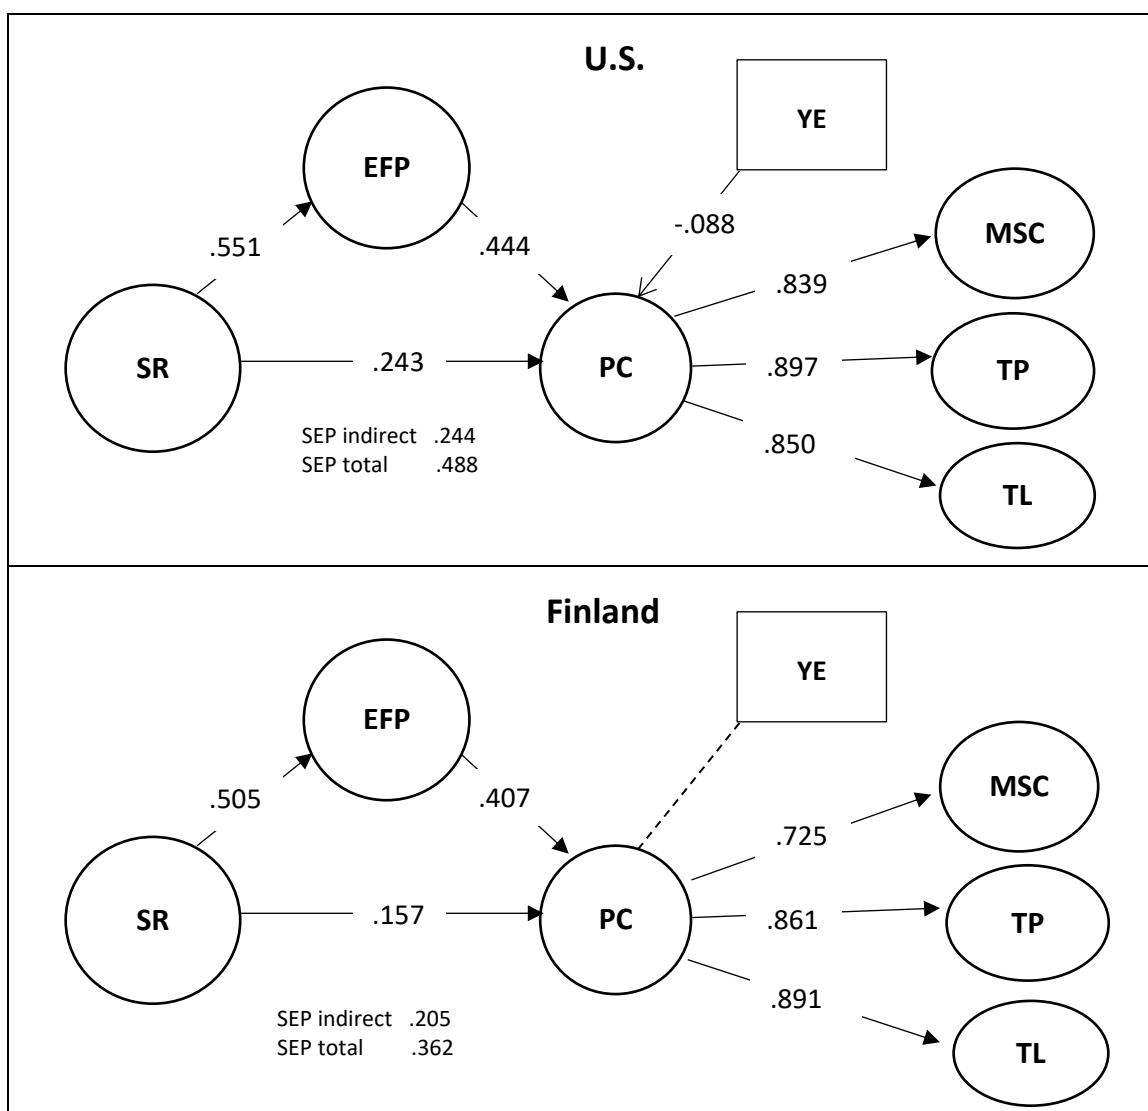 U.S.
YE
EFP
MSC
-.088
.551
.444
.839
SR
.243
PC
.897
TP
SEP indirect .244
SEP total .488
.850
TL
Finland
YE
EFP
MSC
.505
.407
.725
SR
.157
PC
.861
TP
.891
SEP indirect .205
SEP total .362
TL